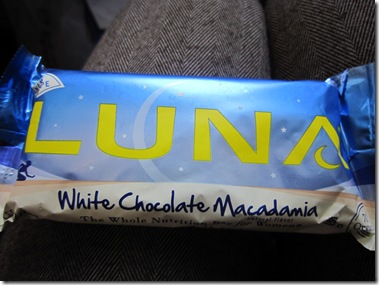 LUNA
White Chocolate Macadamia
The Whole Nutrition Bar for Women